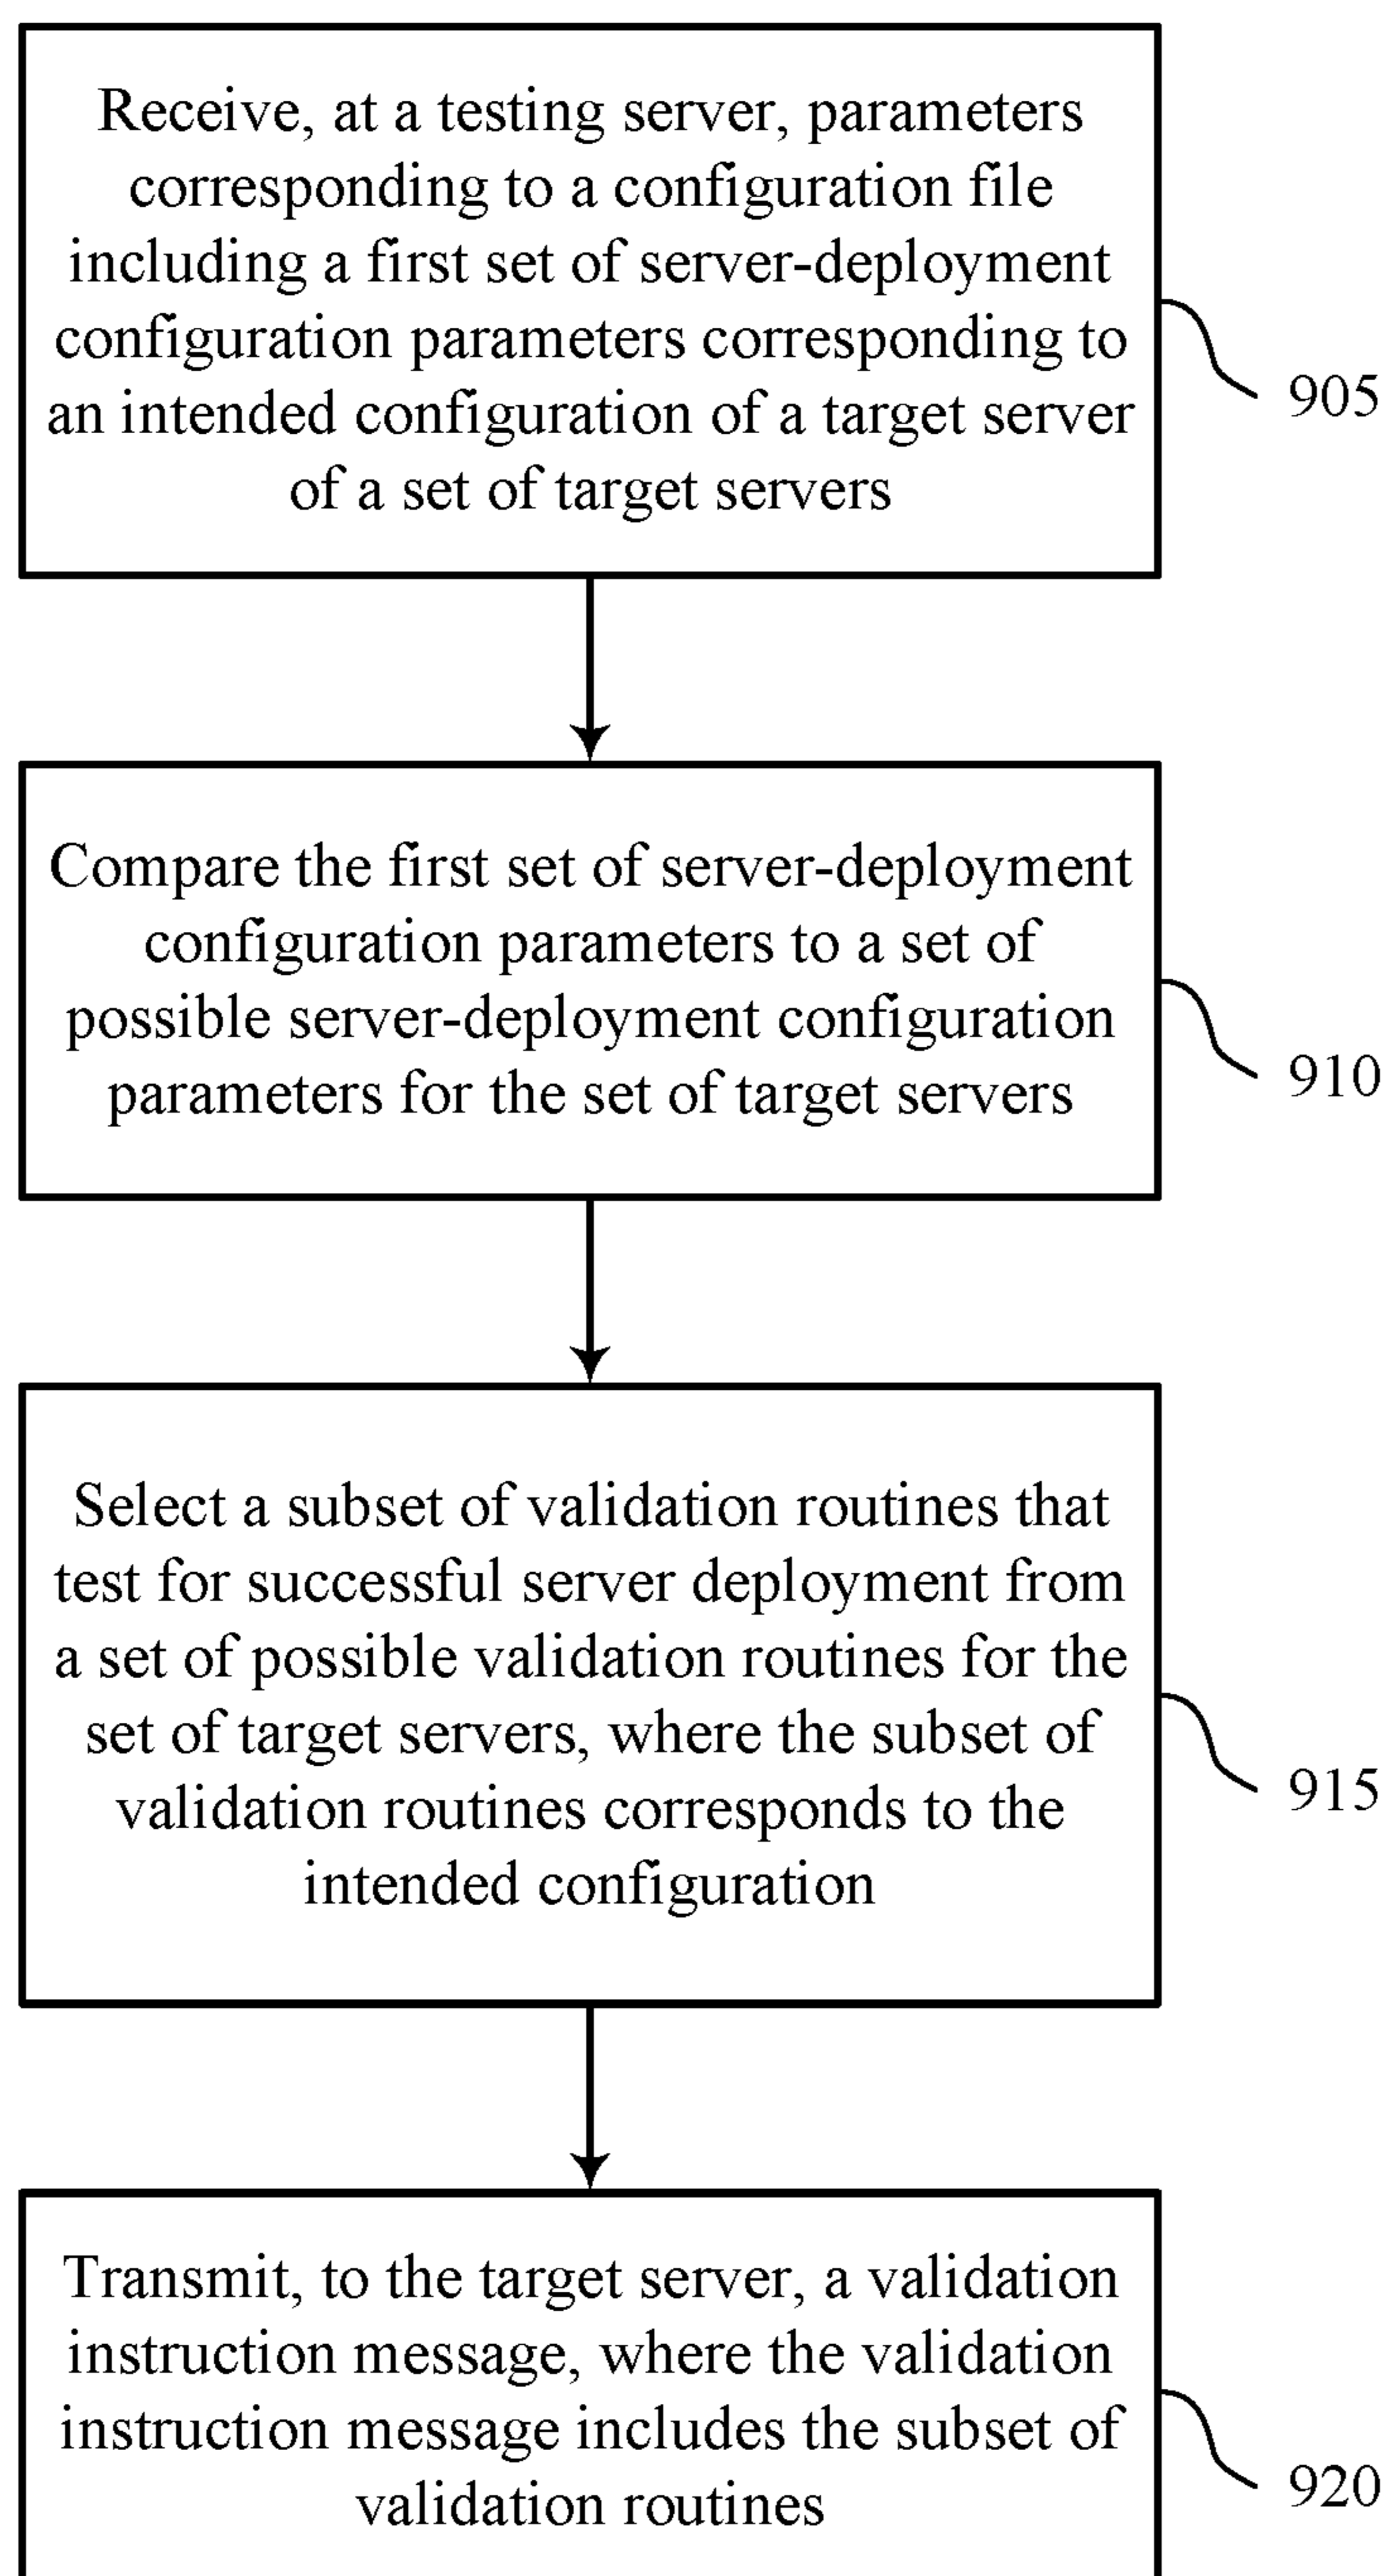 Receive, at a testing server, parameters
corresponding to a configuration file
including a first set of server-deployment
configuration parameters corresponding to
an intended configuration of a target server
of a set of target servers
905
Compare the first set of server-deployment
configuration parameters to a set of
possible server-deployment configuration
parameters for the set of target servers
910
Select a subset of validation routines that
test for successful server deployment from
a set of possible validation routines for the
set of target servers, where the subset of
validation routines corresponds to the
intended configuration
915
Transmit, to the target server, a validation
instruction message, where the validation
instruction message includes the subset of
validation routines
920